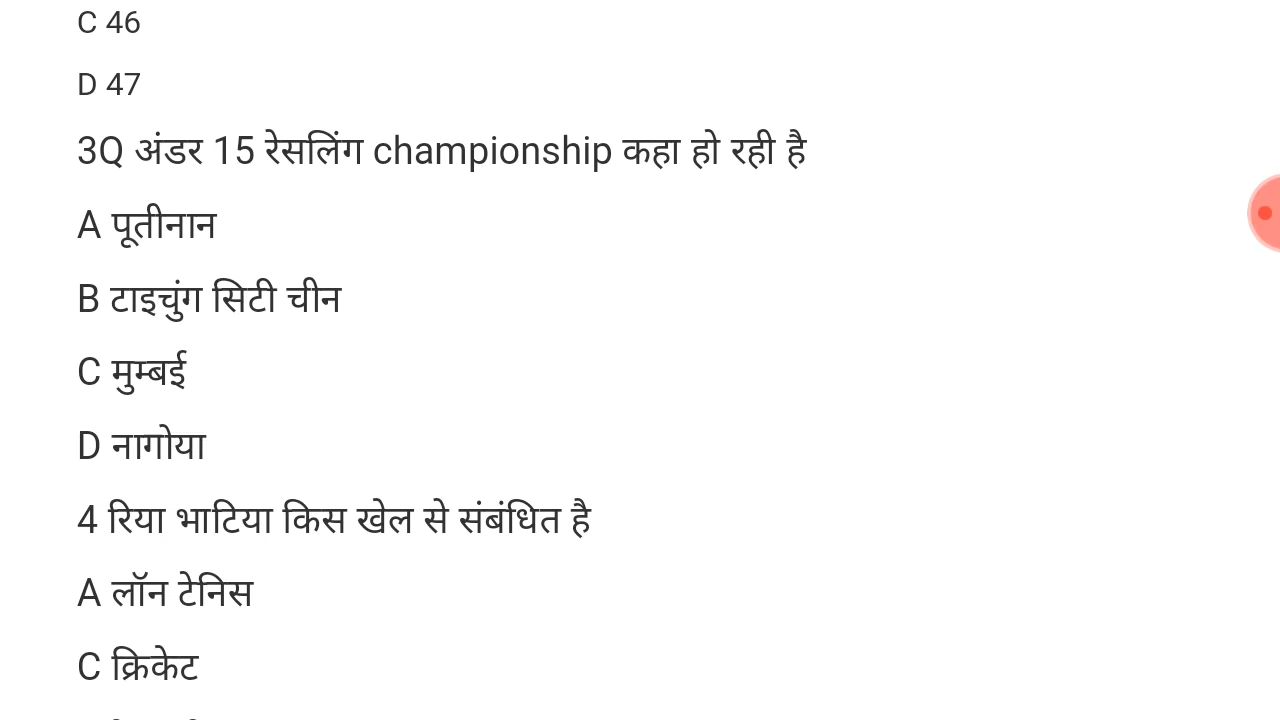 C 46
D 47
3Q अंडर 15 रेसलिंग championship कहा हो रही है
A पूतीनान
B टाइचुंग सिटी चीन
C मुम्बई
D नागोया
4 रिया भाटिया किस खेल से संबंधित है
A लॉन टेनिस
C क्रिकेट